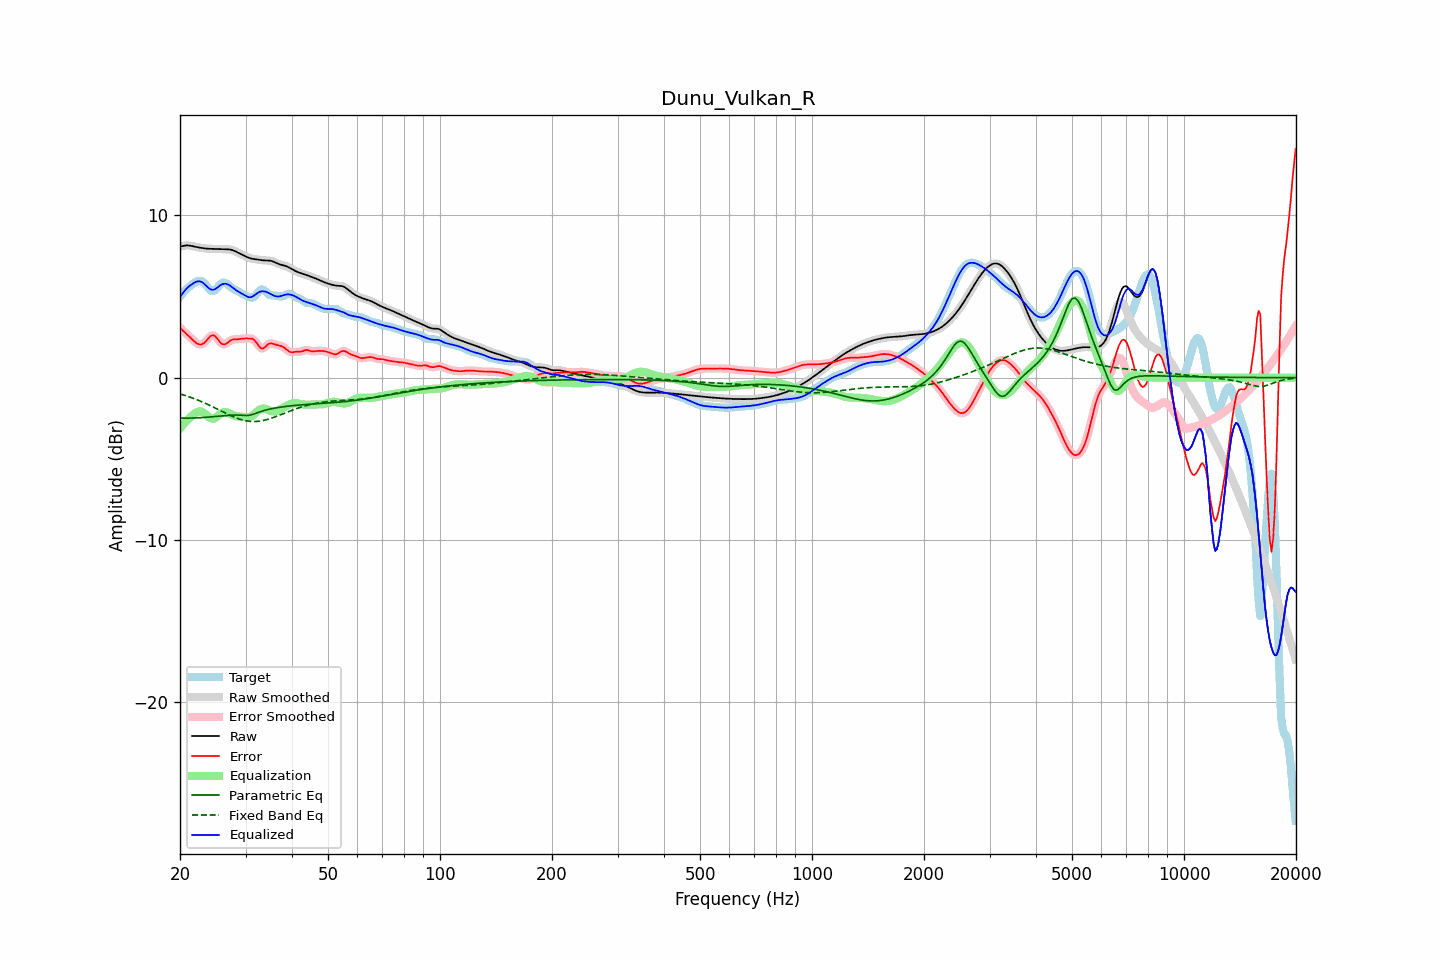 Dunu_Vulkan_R
Amplitude (dBr)
10
0
−10
−20
Target
Raw Smoothed
Error Smoothed
Raw
Error
Equalization
Parametric Eq
Fixed Band Eq
Equalized
20 50 100 200 500 1000 2000 5000 10000 20000
Frequency (Hz)